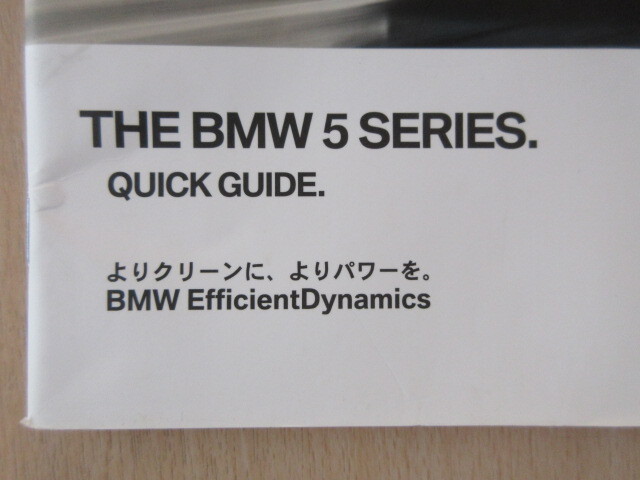 THE BMW 5 SERIES.
QUICK GUIDE.
よりクリーンに、よりパワーを。
BMW EfficientDynamics